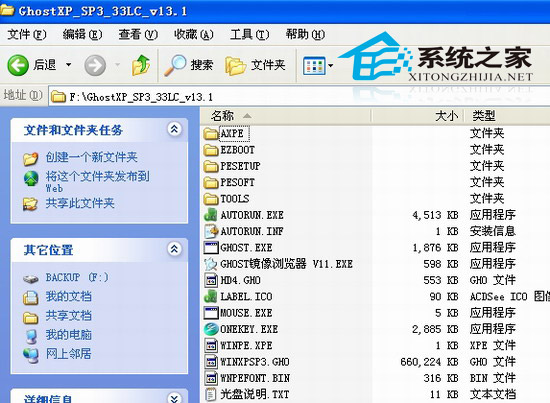 GhostXP_SP3_33LC_v13.1
文件(F) 编辑(E) 查看(V) 收藏(A) 工具(T) 帮助(H)
系统之家
XITONGZHIJIA.NET
后退 搜索 文件夹
地址(D) F:\GhostXP_SP3_33LC_v13.1
文件和文件夹任务
创建一个新文件夹
将这个文件夹发布到
Web
共享此文件夹
其它位置
BACKUP (F:)
我的文档
共享文档
我的电脑
网上邻居
详细信息
名称 大小 类型
AXPE 文件夹
EZBOOT 文件夹
PESETUP 文件夹
PESOFT 文件夹
TOOLS 文件夹
AUTORUN.EXE 4,513 KB 应用程序
AUTORUN.INF 1 KB 安装信息
GHOST.EXE 1,876 KB 应用程序
GHOST镜像浏览器 V11.EXE 598 KB 应用程序
HD4.GHO 553 KB GHO 文件
LABEL.ICO 90 KB ACDSee ICO 图像
MOUSE.EXE 5 KB 应用程序
ONEKEY.EXE 2,885 KB 应用程序
WINPE.XPE 1 KB XPE 文件
WINXPSP3.GHO 660,224 KB GHO 文件
WNPEFONT.BIN 316 KB BIN 文件
光盘说明.TXT 11 KB 文本文档